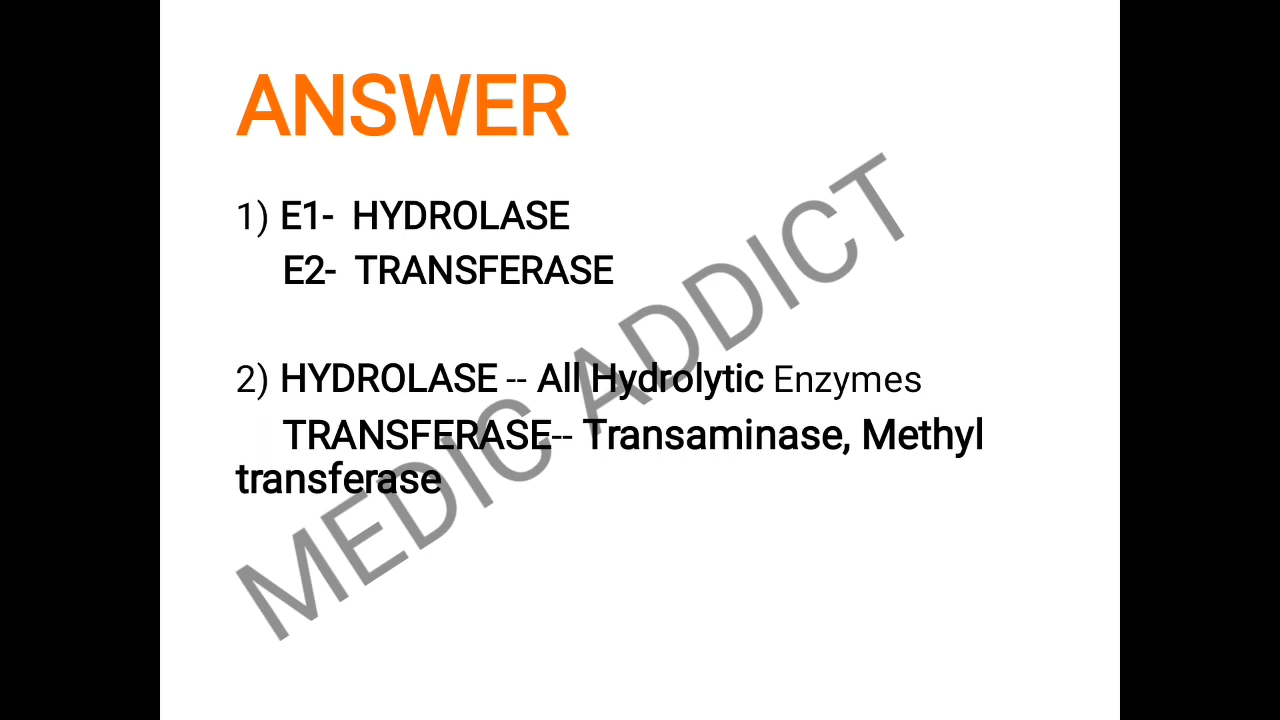 ANSWER
1) E1- HYDROLASE
E2- TRANSFERASE
2) HYDROLASE -- All Hydrolytic Enzymes
TRANSFERASE-- Transaminase, Methyl
transferase
MEDIC ADDICT